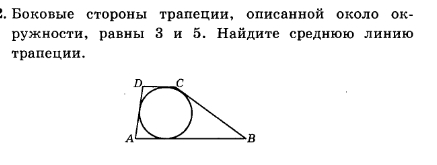 2. Боковые стороны трапеции, описанной около ок-
ружности, равны 3 и 5. Найдите среднюю линию
трапеции.
D C
A B